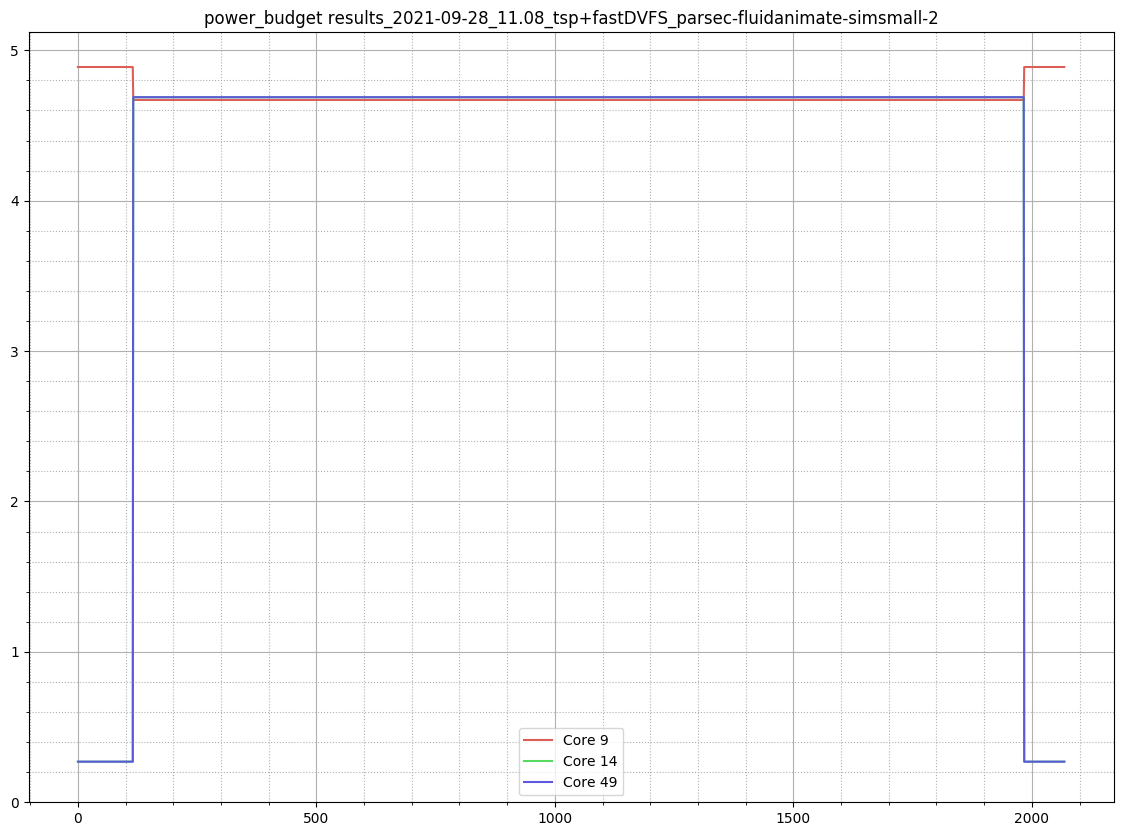 power_budget results_2021-09-28_11.08_tsp+fastDVFS_parsec-fluidanimate-simsmall-2
5
4
3
2
1
0
Core 9
Core 14
Core 49
0 500 1000 1500 2000